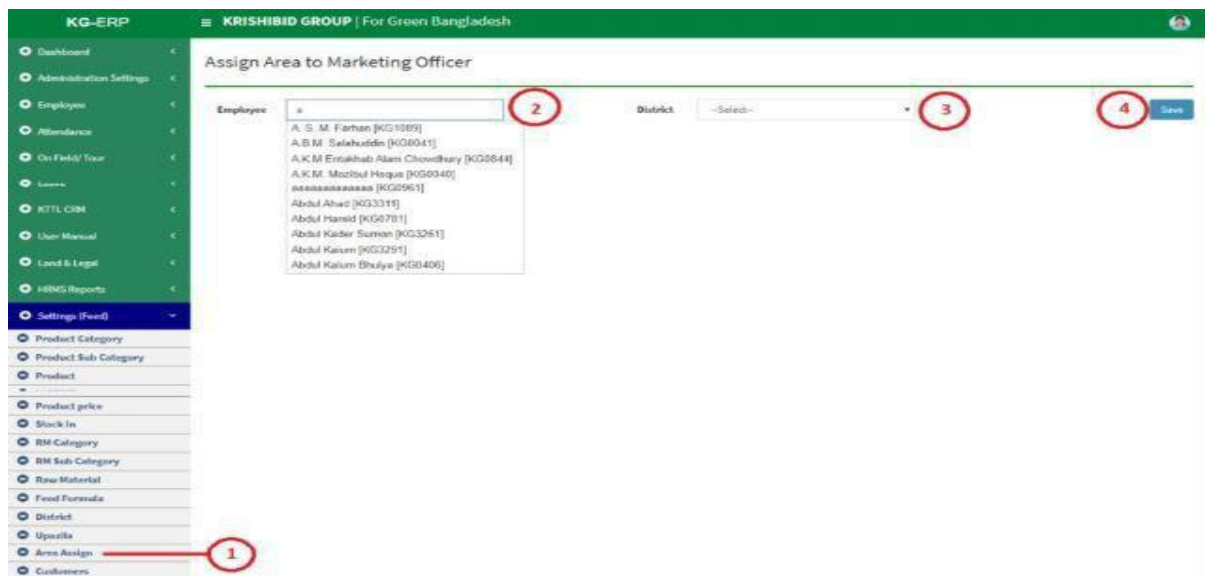 KG-ERP
≡ KRISHIBID GROUP | For Green Bangladesh
Dashboard
Administration Settings
Employee
Attendance
On Field/ Tour
Leave
KTTL CRM
User Manual
Land & Legal
HRMS Reports
Settings (Feed)
Product Category
Product Sub Category
Product
Product price
Stock In
RM Category
RM Sub Category
Raw Material
Feed Formula
District
Upazila
Area Assign
1
Customers
Assign Area to Marketing Officer
Employee
a
2
District
--Select--
3
4
Save
A. S. M. Farhan [KG1089]
A.B.M. Salahuddin [KG0041]
A.K.M Entakhab Alam Chowdhury [KG0844]
A.K.M. Mozibul Hoque [KG0040]
aaaaaaaaaaaaa [KG0961]
Abdul Ahad [KG3311]
Abdul Hamid [KG0781]
Abdul Kader Sumon [KG3261]
Abdul Kaium [KG3291]
Abdul Kaium Bhuiya [KG0406]